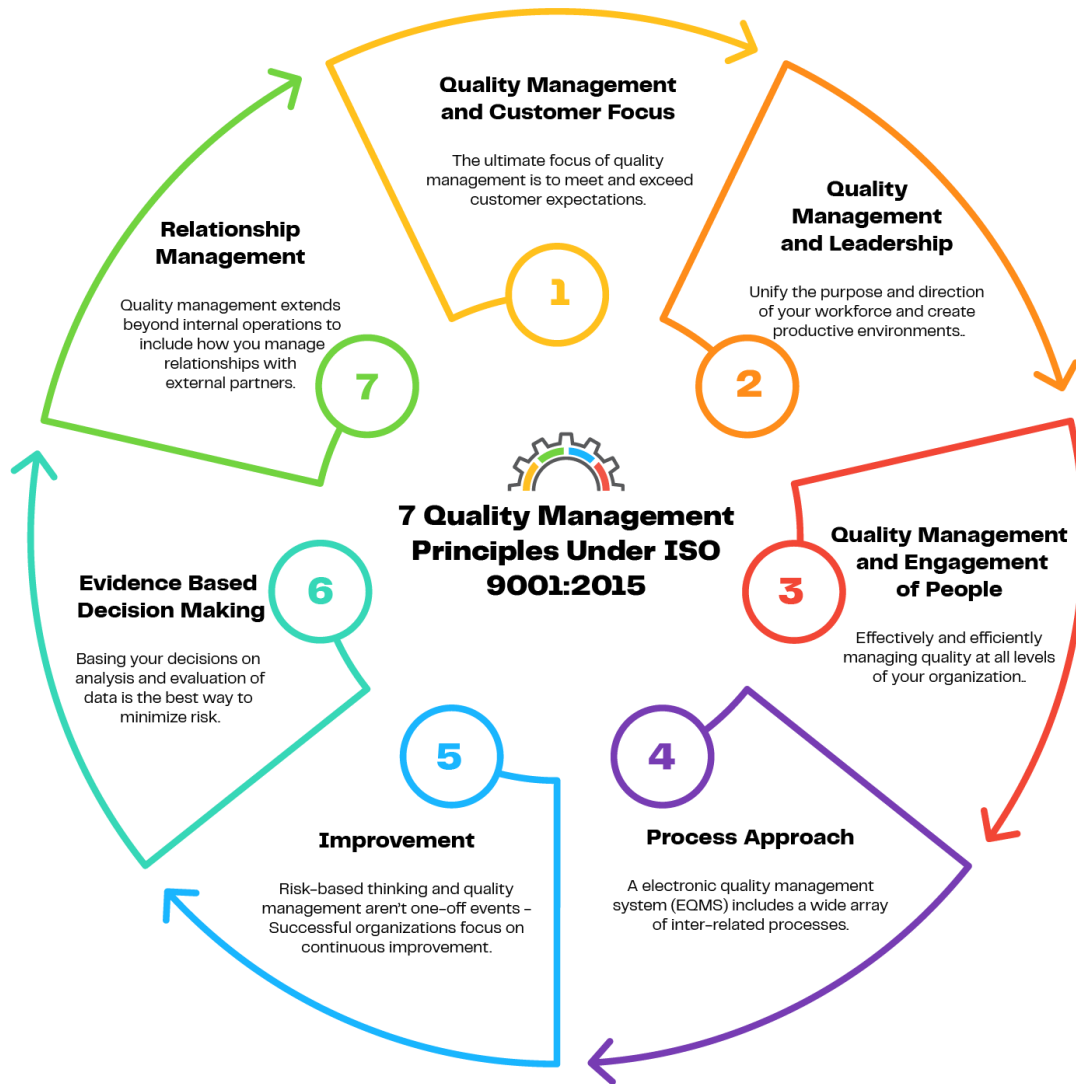 7 Quality Management
Principles Under ISO
9001:2015
1
Quality Management
and Customer Focus
The ultimate focus of quality
management is to meet and exceed
customer expectations.
2
Quality
Management
and Leadership
Unify the purpose and direction
of your workforce and create
productive environments..
3
Quality Management
and Engagement
of People
Effectively and efficiently
managing quality at all levels
of your organization..
4
Process Approach
A electronic quality management
system (EQMS) includes a wide array
of inter-related processes.
5
Improvement
Risk-based thinking and quality
management aren't one-off events -
Successful organizations focus on
continuous improvement.
6
Evidence Based
Decision Making
Basing your decisions on
analysis and evaluation of
data is the best way to
minimize risk.
7
Relationship
Management
Quality management extends
beyond internal operations to
include how you manage
relationships with
external partners.